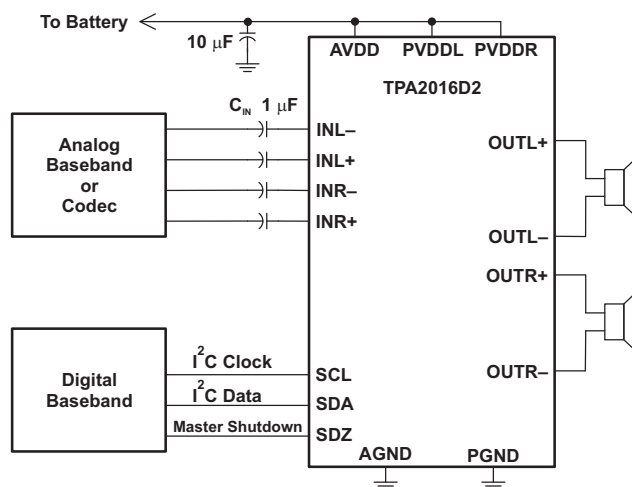 To Battery
10 μF
AVDD PVDDL PVDDR
TPA2016D2
C_IN 1 μF
Analog
Baseband
or
Codec
INL–
INL+
INR–
INR+
OUTL+
OUTL–
OUTR+
OUTR–
Digital
Baseband
I²C Clock
I²C Data
Master Shutdown
SCL
SDA
SDZ
AGND PGND